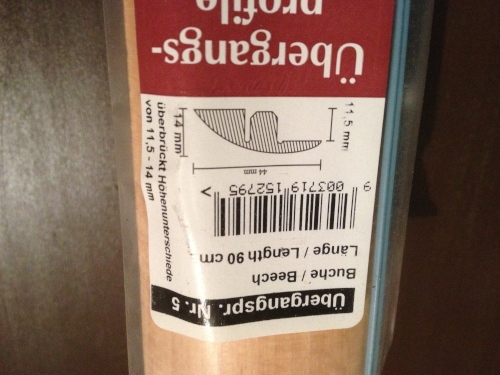 Übergangspr. Nr. 5
Buche / Beech
Länge / Length 90 cm
9 003719 152795 >
44 mm
11,5 mm
14 mm
überbrückt Höhenunterschiede
von 11,5 - 14 mm
Übergangs-
profile